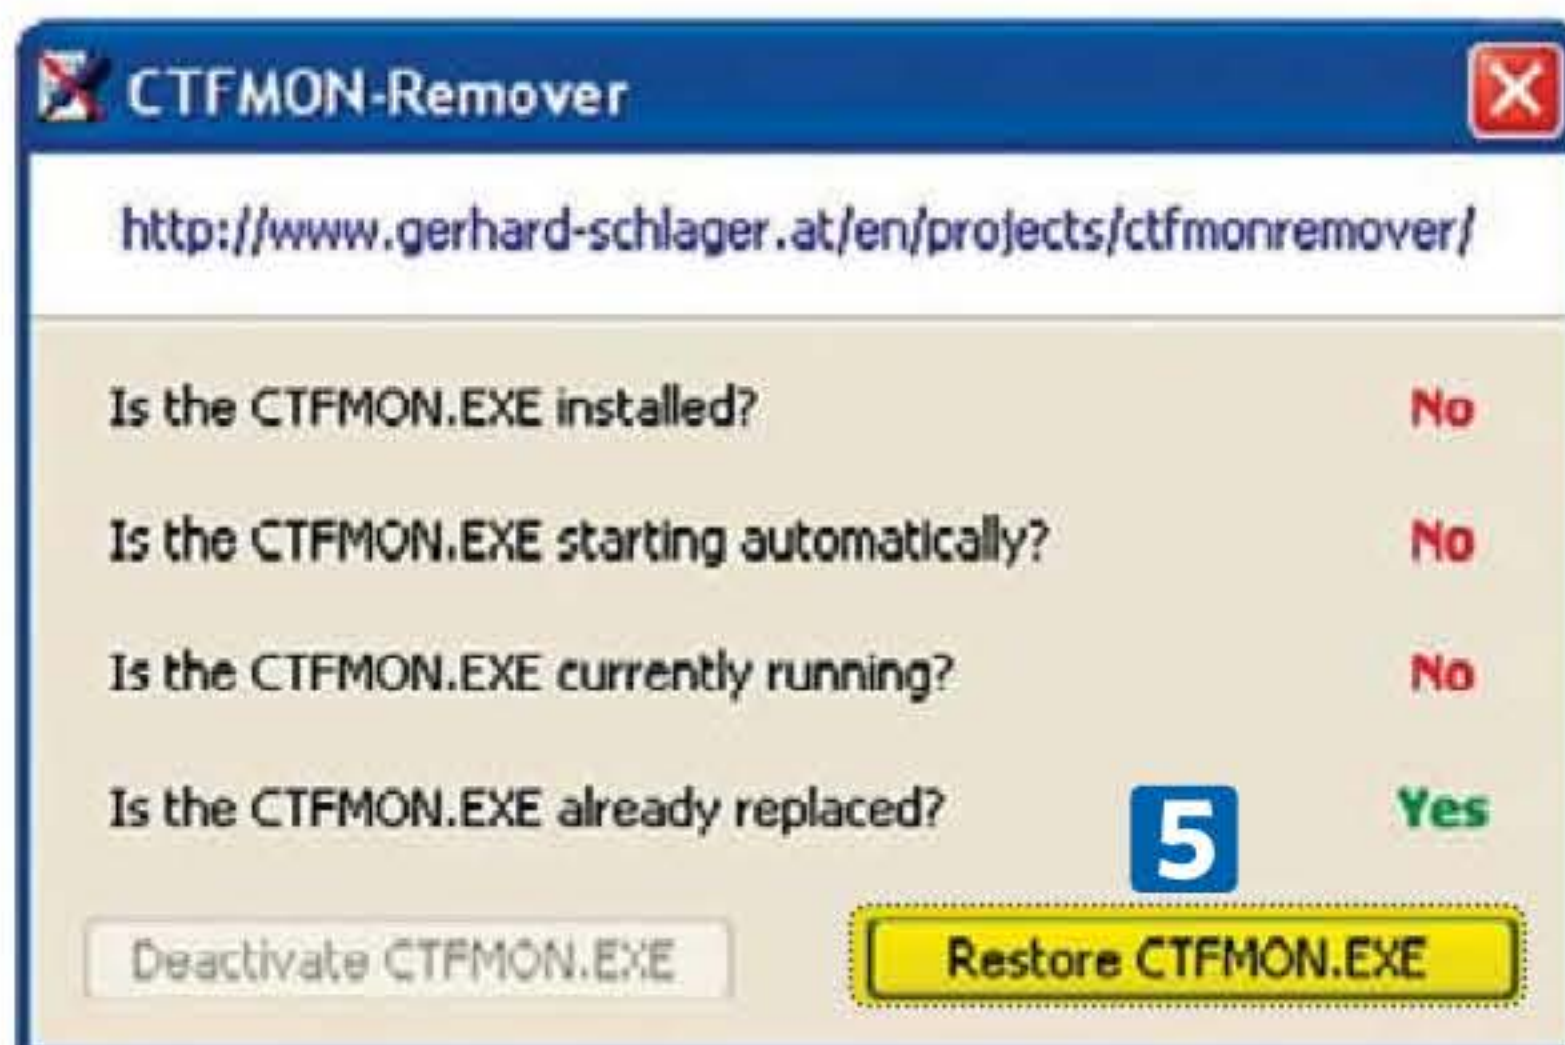 CTFMON-Remover
http://www.gerhard-schlager.at/en/projects/ctfmonremover/
Is the CTFMON.EXE installed? No
Is the CTFMON.EXE starting automatically? No
Is the CTFMON.EXE currently running? No
Is the CTFMON.EXE already replaced? Yes
5
Deactivate CTFMON.EXE Restore CTFMON.EXE